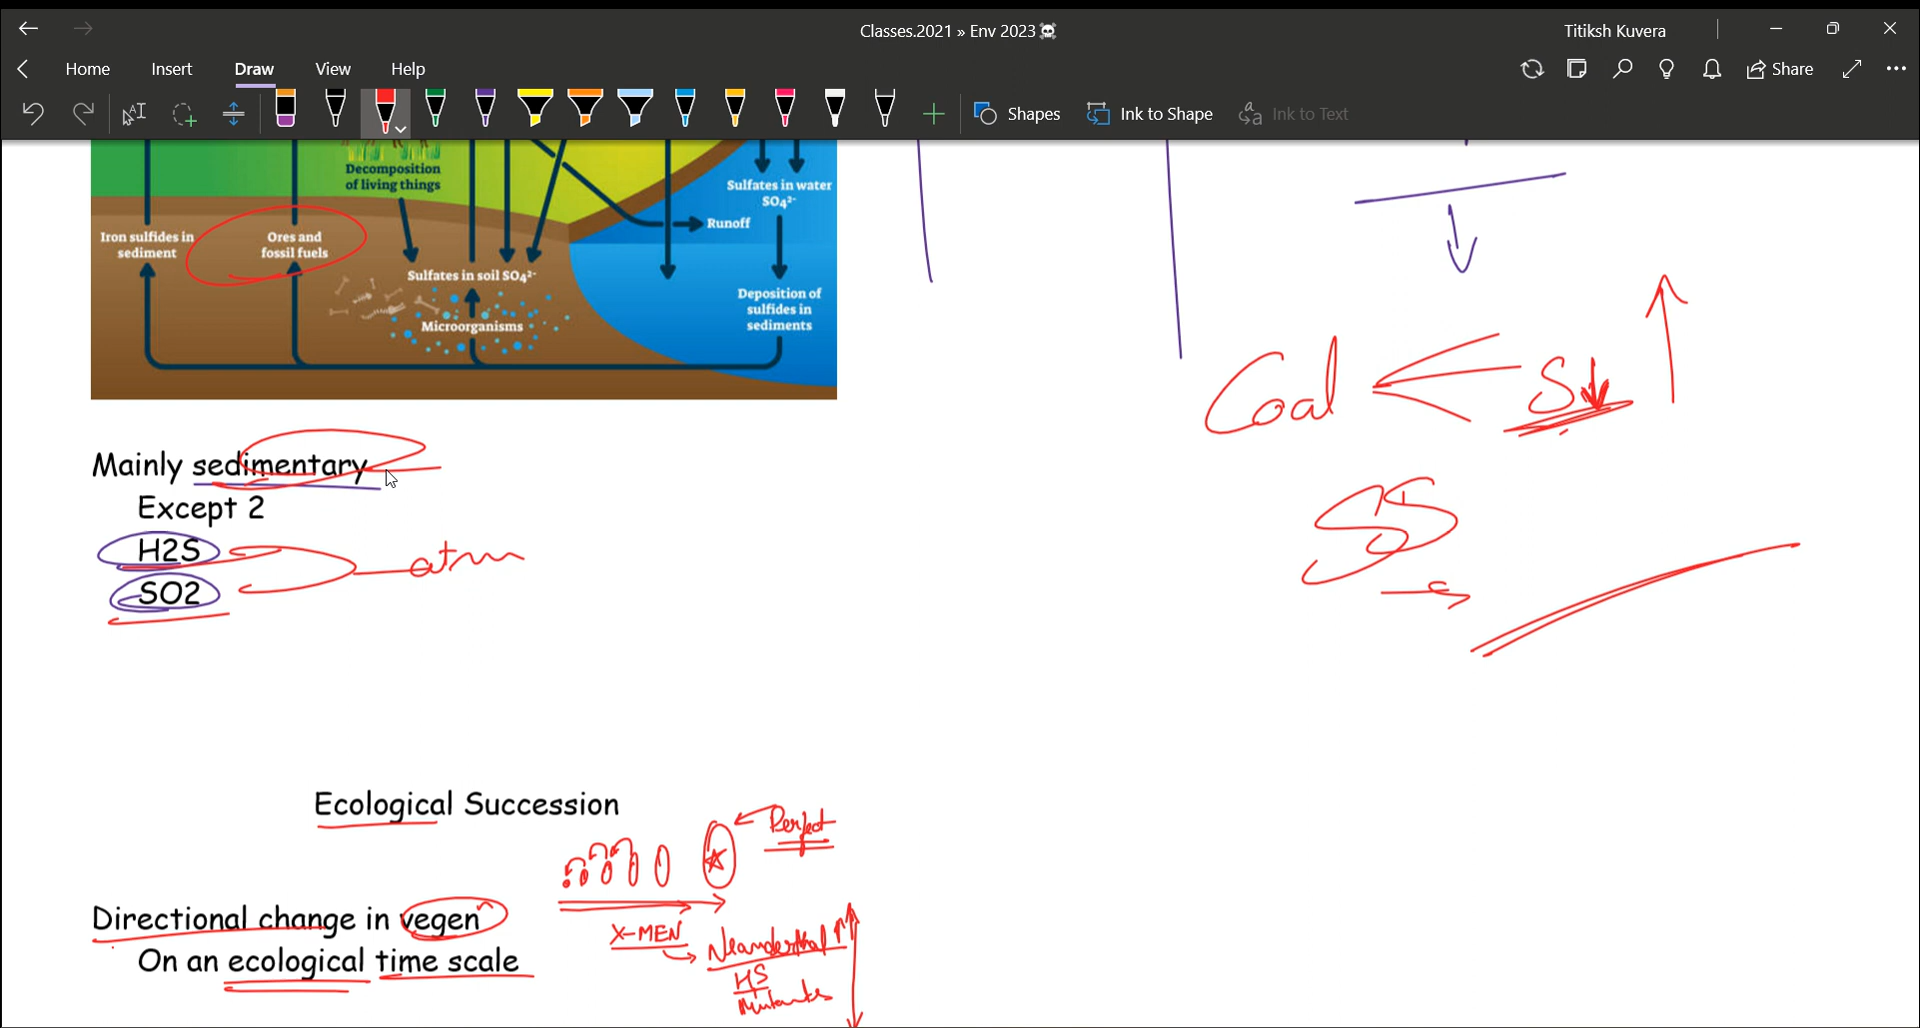 Classes.2021 » Env 2023☠
Titiksh Kuvera
Home
Insert
Draw
View
Help
Share
Shapes
Ink to Shape
Ink to Text
Decomposition
of living things
Sulfates in water
SO₄²⁻
Runoff
Iron sulfides in
sediment
Ores and
fossil fuels
Sulfates in soil SO₄²⁻
Deposition of
sulfides in
sediments
Microorganisms
Coal
S↓
Mainly sedimentary
Except 2
H2S
SO2
atm
Ecological Succession
Perfect
Directional change in vegen^
On an ecological time scale
X-MEN
Neanderthal
HS
Mutants